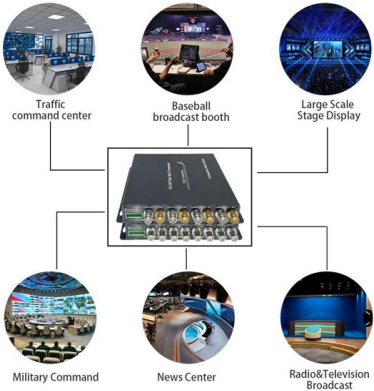 Traffic
command center
Baseball
broadcast booth
Large Scale
Stage Display
Military Command
News Center
Radio&Television
Broadcast